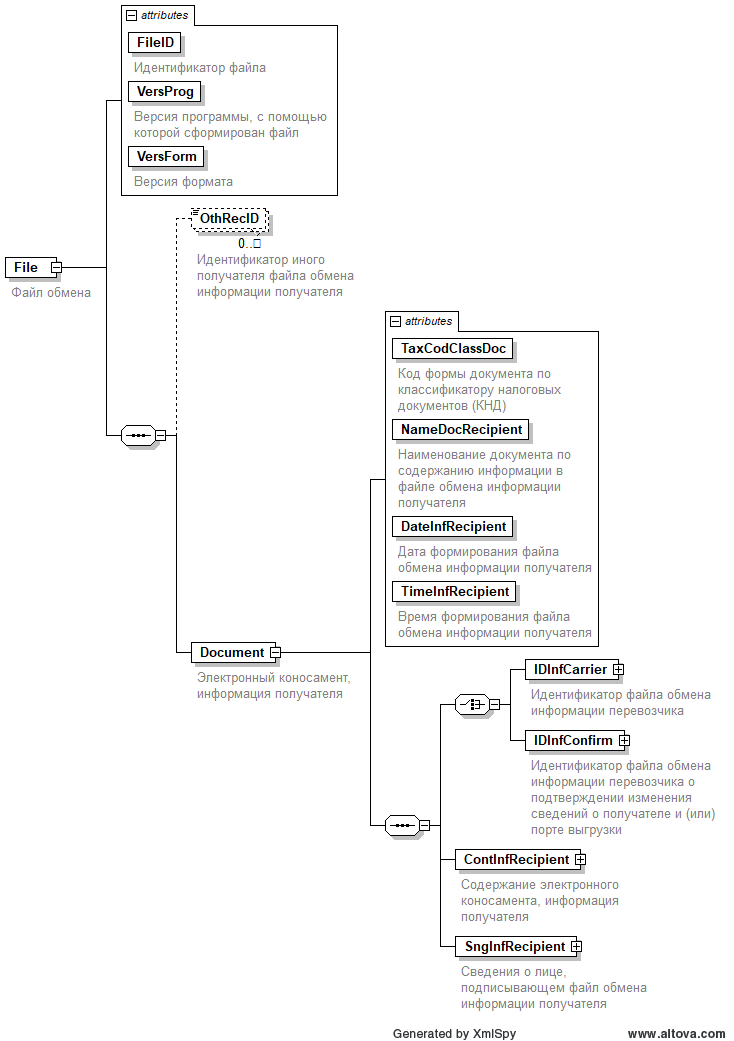 attributes
FileID
Идентификатор файла
VersProg
Версия программы, с помощью
которой сформирован файл
VersForm
Версия формата
OthRecID
0..□
Идентификатор иного
получателя файла обмена
информации получателя
File
Файл обмена
attributes
TaxCodClassDoc
Код формы документа по
классификатору налоговых
документов (КНД)
NameDocRecipient
Наименование документа по
содержанию информации в
файле обмена информации
получателя
DateInfRecipient
Дата формирования файла
обмена информации получателя
TimeInfRecipient
Время формирования файла
обмена информации получателя
Document
Электронный коносамент,
информация получателя
IDInfCarrier
Идентификатор файла обмена
информации перевозчика
IDInfConfirm
Идентификатор файла обмена
информации перевозчика о
подтверждении изменения
сведений о получателе и (или)
порте выгрузки
ContInfRecipient
Содержание электронного
коносамента, информация
получателя
SngInfRecipient
Сведения о лице,
подписывающем файл обмена
информации получателя
Generated by XmlSpy
www.altova.com